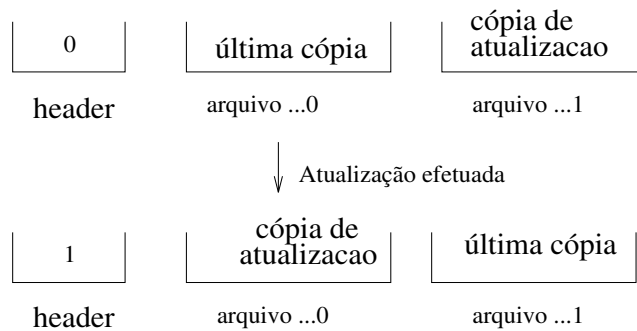 0
última cópia
cópia de
atualizacao
header
arquivo ...0
arquivo ...1
Atualização efetuada
1
cópia de
atualizacao
última cópia
header
arquivo ...0
arquivo ...1